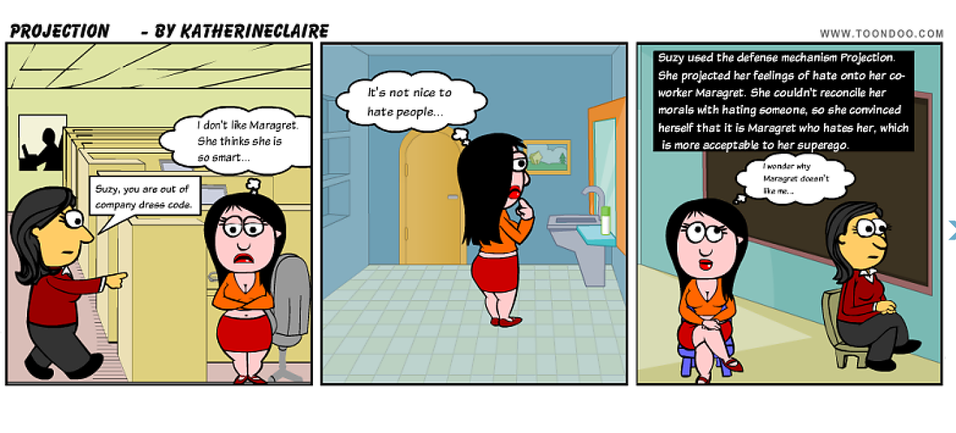 PROJECTION - BY KATHERINECLAIRE
WWW.TOONDOO.COM
I don't like Maragret.
She thinks she is
so smart...
Suzy, you are out of
company dress code.
It's not nice to
hate people...
Suzy used the defense mechanism Projection.
She projected her feelings of hate onto her co-
worker Maragret. She couldn't reconcile her
morals with hating someone, so she convinced
herself that it is Maragret who hates her, which
is more acceptable to her superego.
I wonder why
Maragret doesn't
like me...